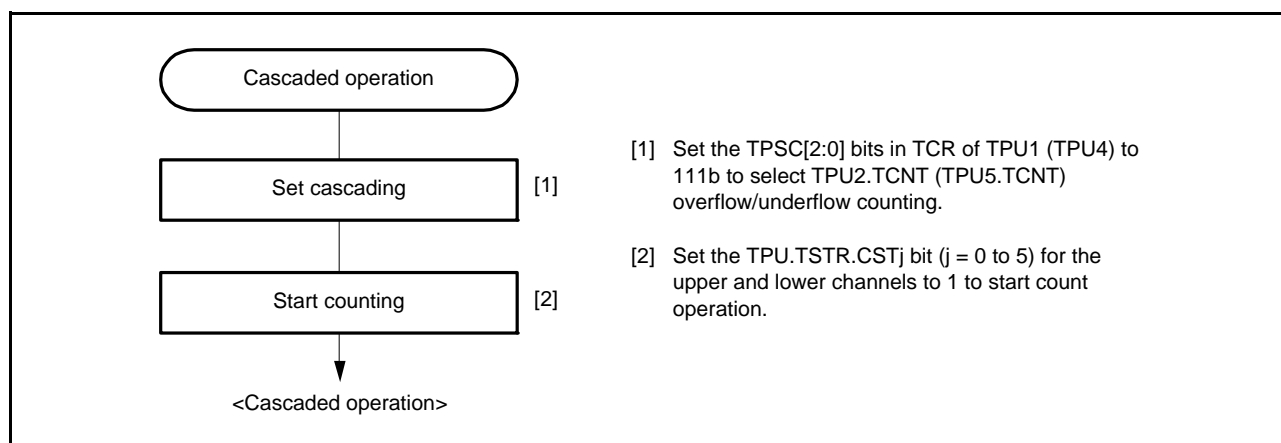 Cascaded operation
Set cascading
[1]
Start counting
[2]
<Cascaded operation>
[1] Set the TPSC[2:0] bits in TCR of TPU1 (TPU4) to
111b to select TPU2.TCNT (TPU5.TCNT)
overflow/underflow counting.
[2] Set the TPU.TSTR.CSTj bit (j = 0 to 5) for the
upper and lower channels to 1 to start count
operation.